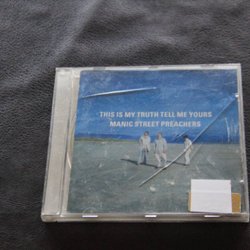 THIS IS MY TRUTH TELL ME YOURS
MANIC STREET PREACHERS